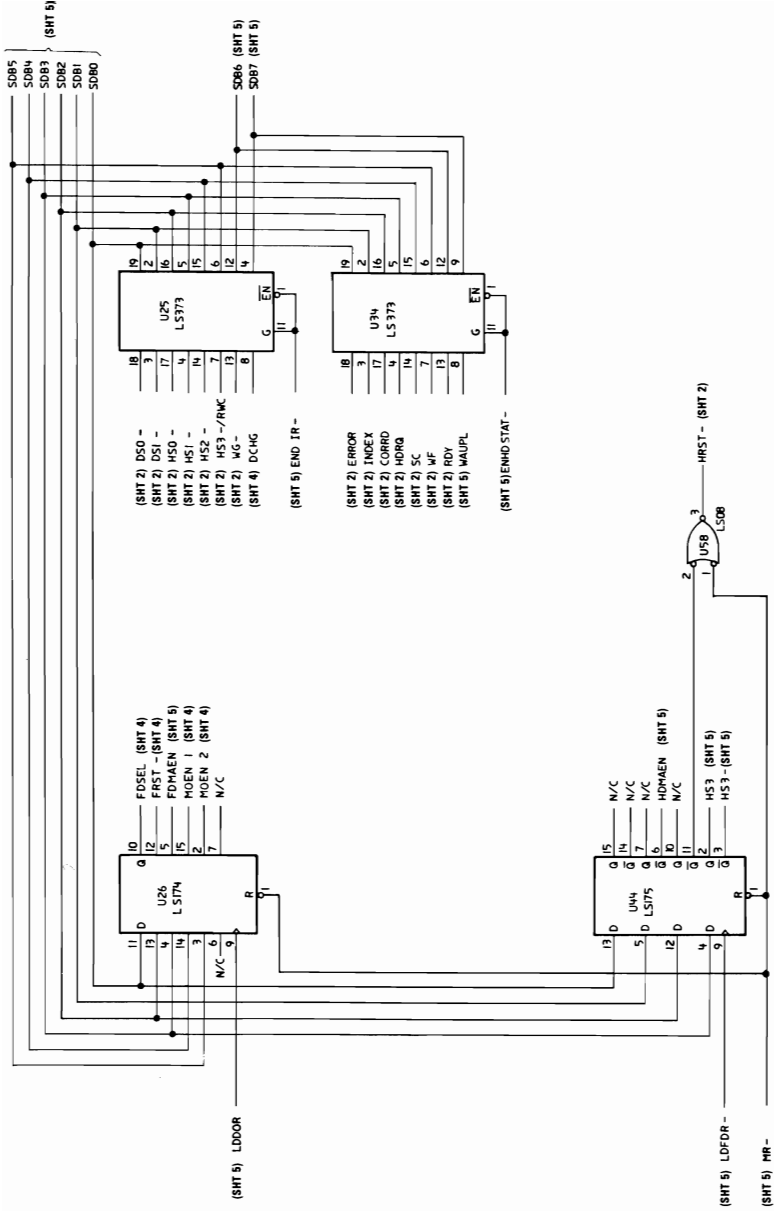 (SHT 5)
SDB5
SDB4
SDB3
SDB2
SDB1
SDB0
SDB6 (SHT 5)
SDB7 (SHT 5)
U25
LS373
EN
G
19
2
16
5
15
6
12
4
18
3
17
4
14
7
13
8
11
1
(SHT 2) DS0 -
(SHT 2) DS1 -
(SHT 2) HS0 -
(SHT 2) HS1 -
(SHT 2) HS2 -
(SHT 2) HS3 -/RWC
(SHT 2) WG -
(SHT 4) DCHG
(SHT 5) END IR -
U34
LS373
EN
G
19
2
16
5
15
6
12
9
18
3
17
4
14
7
13
8
11
1
(SHT 2) ERROR
(SHT 2) INDEX
(SHT 2) CORRD
(SHT 2) HDRQ
(SHT 2) SC
(SHT 2) WF
(SHT 2) RDY
(SHT 5) WAUPL
(SHT 5) ENHDSTAT -
HRST - (SHT 2)
3
LS08
U58
2
1
FDSEL (SHT 4)
FRST - (SHT 4)
FDMAEN (SHT 5)
MOEN 1 (SHT 4)
MOEN 2 (SHT 4)
N/C
10
12
5
15
2
7
Q
U26
LS174
D
R
1
11
13
4
14
3
6
9
N/C
(SHT 5) LDDOR
N/C
N/C
N/C
HDMAEN (SHT 5)
N/C
HS3 (SHT 5)
HS3 - (SHT 5)
15
14
7
6
10
11
2
3
Q
Q
Q
Q
Q
Q
Q
Q
U44
LS175
D
D
D
D
R
1
13
5
12
4
9
(SHT 5) LDFDR -
(SHT 5) MR -